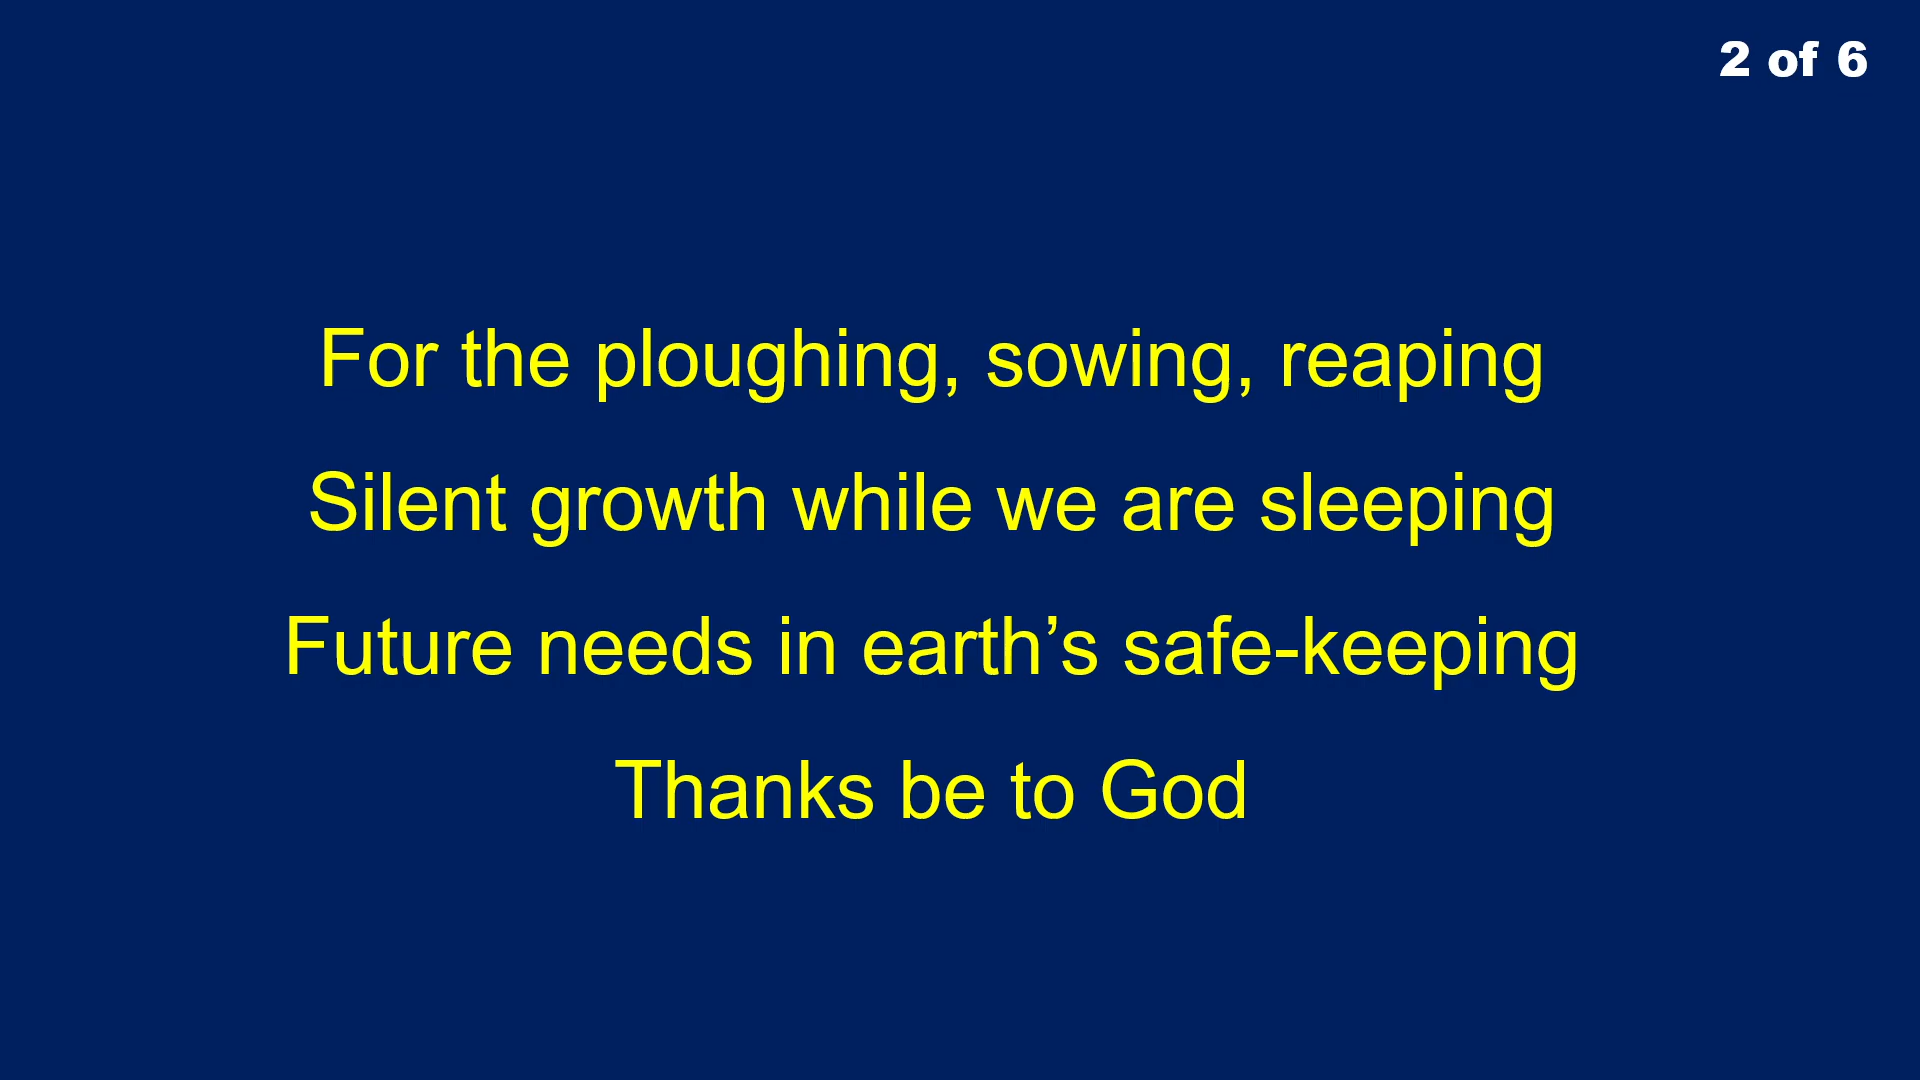 2 of 6
For the ploughing, sowing, reaping
Silent growth while we are sleeping
Future needs in earth’s safe-keeping
Thanks be to God